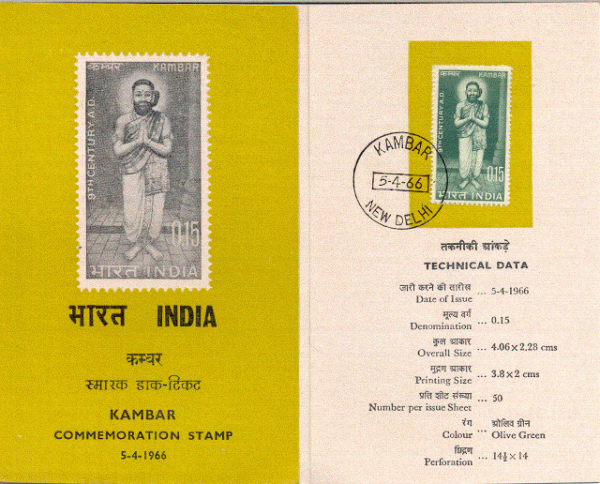 कम्बर KAMBAR
9TH CENTURY A.D.
0.15
भारत INDIA
भारत INDIA
कम्बर
स्मारक डाक-टिकट
KAMBAR
COMMEMORATION STAMP
5-4-1966
कम्बर KAMBAR
9TH CENTURY A.D.
0.15
भारत INDIA
KAMBAR
5-4-66
NEW DELHI
तकनीकी आंकड़े
TECHNICAL DATA
जारी करने की तारीख
Date of Issue ... 5-4-1966
मूल्य वर्ग
Denomination ... 0.15
कुल आकार
Overall Size ... 4.06 × 2.28 cms
मुद्रण आकार
Printing Size ... 3.8 × 2 cms
प्रति शीट संख्या
Number per issue Sheet ... 50
रंग ओलिव ग्रीन
Colour ... Olive Green
छिद्रण
Perforation ... 14½ × 14